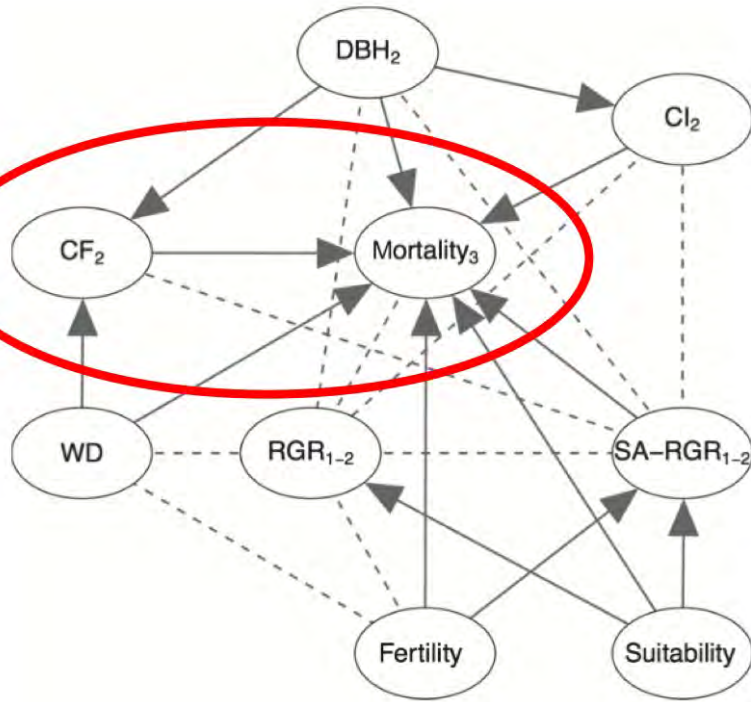 DBH₂
CI₂
CF₂
Mortality₃
WD
RGR₁₋₂
SA–RGR₁₋₂
Fertility
Suitability